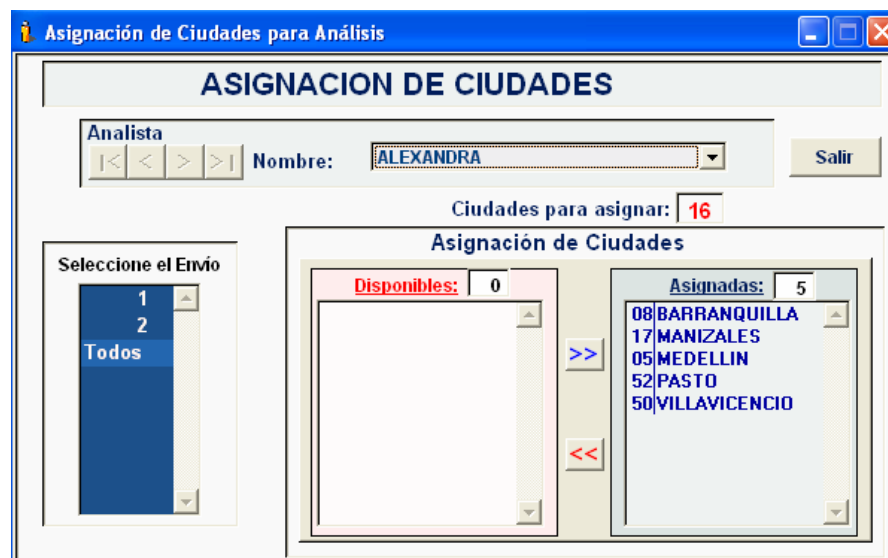 Asignación de Ciudades para Análisis
ASIGNACION DE CIUDADES
Analista
|< < > >| Nombre: ALEXANDRA Salir
Ciudades para asignar: 16
Asignación de Ciudades
Seleccione el Envío
1
2
Todos
Disponibles: 0
>>
<<
Asignadas: 5
08 BARRANQUILLA
17 MANIZALES
05 MEDELLIN
52 PASTO
50 VILLAVICENCIO